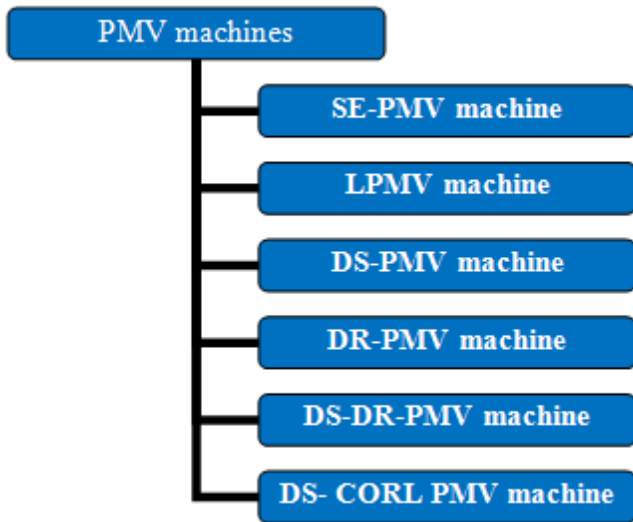 PMV machines
SE-PMV machine
LPMV machine
DS-PMV machine
DR-PMV machine
DS-DR-PMV machine
DS- CORL PMV machine